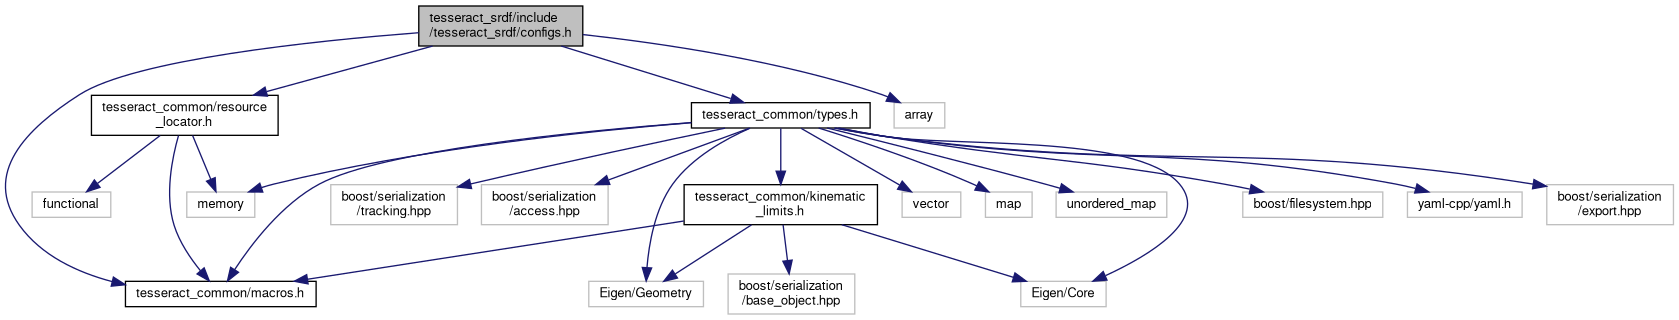 tesseract_srdf/include
/tesseract_srdf/configs.h
tesseract_common/resource
_locator.h
tesseract_common/types.h
array
functional
memory
boost/serialization
/tracking.hpp
boost/serialization
/access.hpp
tesseract_common/kinematic
_limits.h
vector
map
unordered_map
boost/filesystem.hpp
yaml-cpp/yaml.h
boost/serialization
/export.hpp
tesseract_common/macros.h
Eigen/Geometry
boost/serialization
/base_object.hpp
Eigen/Core